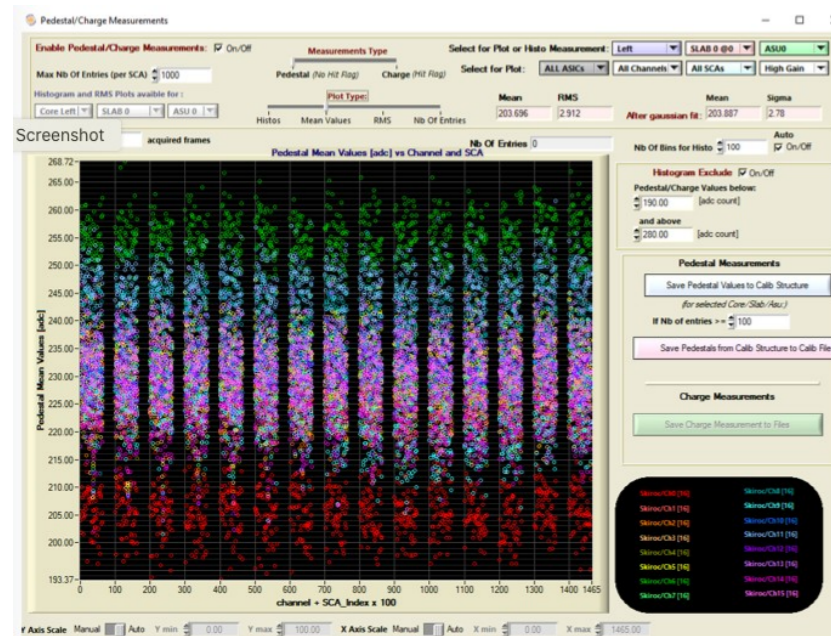 Pedestal/Charge Measurements
Enable Pedestal/Charge Measurements: On/Off
Measurements Type
Select for Plot or Histo Measurement: Left SLAB 0 @0 ASU0
Max Nb Of Entries (per SCA) 1000
Pedestal (No Hit Flag) Charge (Hit Flag)
Select for Plot: ALL ASICs All Channels All SCAs High Gain
Histogram and RMS Plots avaible for :
Core Left SLAB 0 ASU 0
Plot Type:
Histos Mean Values RMS Nb Of Entries
Mean RMS
203.696 2.912
Mean Sigma
After gaussian fit: 203.887 2.78
Screenshot
acquired frames
Nb Of Entries 0
Auto
Nb Of Bins for Histo 100 On/Off
Pedestal Mean Values [adc] vs Channel and SCA
268.72
265.00
260.00
255.00
250.00
245.00
240.00
235.00
230.00
225.00
220.00
215.00
210.00
205.00
200.00
193.37
Pedestal Mean Values [adc]
0 100 200 300 400 500 600 700 800 900 1000 1100 1200 1300 1400 1465
channel + SCA_Index x 100
Histogram Exclude On/Off
Pedestal/Charge Values below:
190.00 [adc count]
and above
280.00 [adc count]
Pedestal Measurements
Save Pedestal Values to Calib Structure
(for selected Core/Slab/Asu:)
If Nb of entries >= 100
Save Pedestals from Calib Structure to Calib File
Charge Measurements
Save Charge Measurement to Files
Skiroc/Ch0 [16] Skiroc/Ch8 [16]
Skiroc/Ch1 [16] Skiroc/Ch9 [16]
Skiroc/Ch2 [16] Skiroc/Ch10 [16]
Skiroc/Ch3 [16] Skiroc/Ch11 [16]
Skiroc/Ch4 [16] Skiroc/Ch12 [16]
Skiroc/Ch5 [16] Skiroc/Ch13 [16]
Skiroc/Ch6 [16] Skiroc/Ch14 [16]
Skiroc/Ch7 [16] Skiroc/Ch15 [16]
Y Axis Scale Manual Auto Y min 0.00 Y max 100.00 X Axis Scale Manual Auto X min 0.00 X max 1465.00